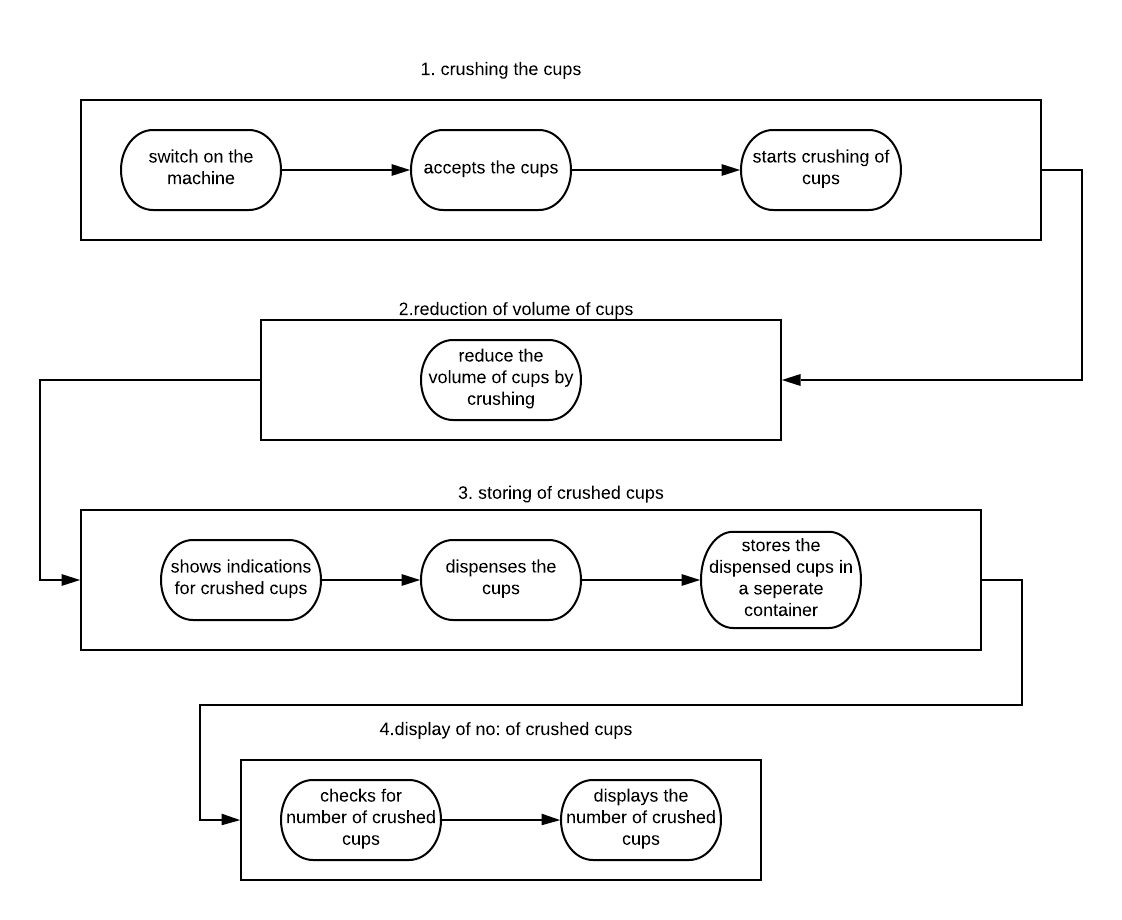 1. crushing the cups
switch on the
machine
accepts the cups
starts crushing of
cups
2.reduction of volume of cups
reduce the
volume of cups by
crushing
3. storing of crushed cups
shows indications
for crushed cups
dispenses the
cups
stores the
dispensed cups in
a seperate
container
4.display of no: of crushed cups
checks for
number of crushed
cups
displays the
number of crushed
cups